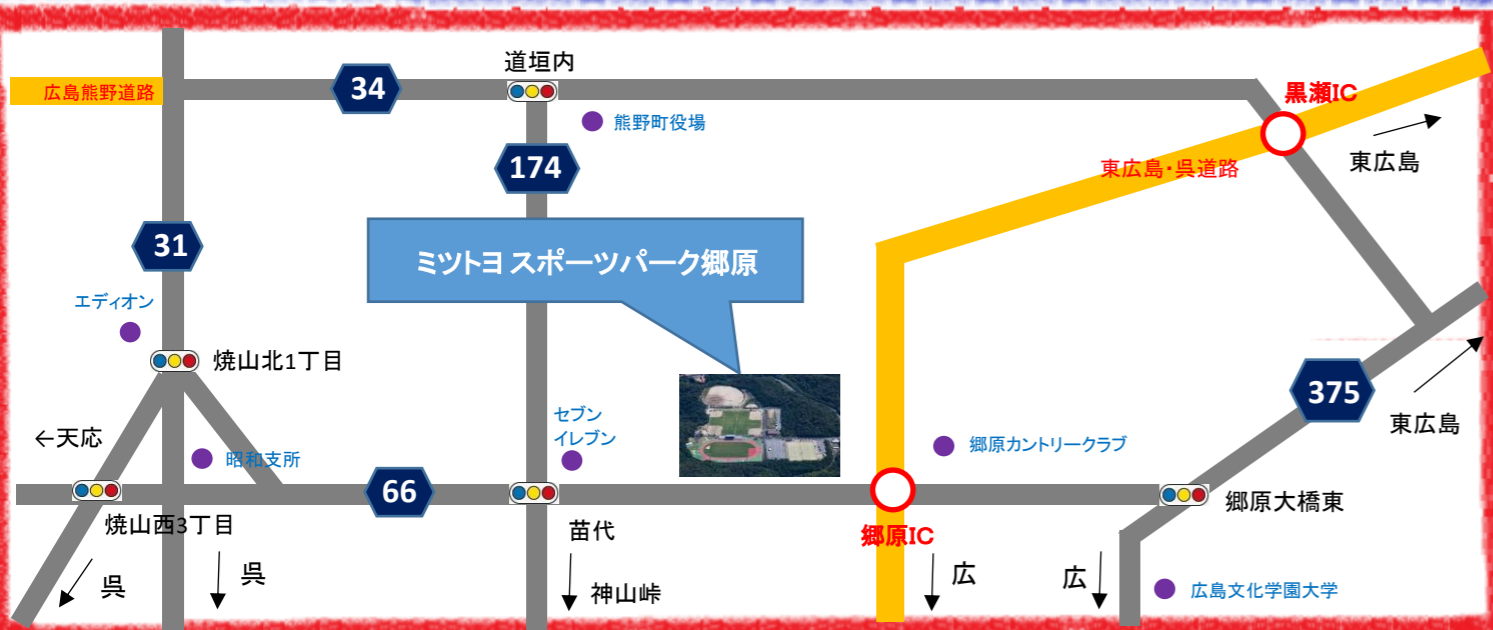 道垣内
広島熊野道路
34
黒瀬IC
熊野町役場
174
東広島・呉道路
東広島
31
ミツトヨ スポーツパーク郷原
エディオン
焼山北1丁目
375
セブン
イレブン
東広島
←天応
昭和支所
郷原カントリークラブ
66
焼山西3丁目
苗代
郷原IC
郷原大橋東
呉
呉
神山峠
広
広
広島文化学園大学